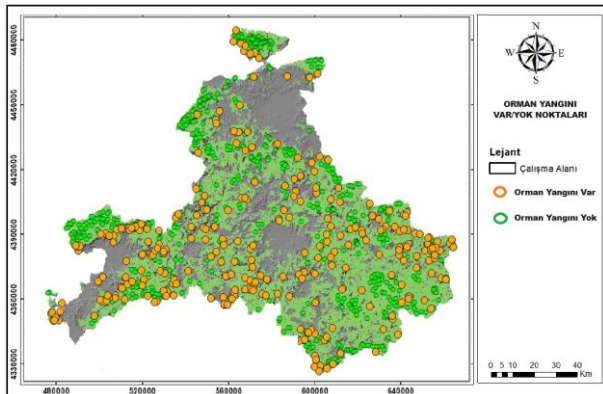 4480000
4450000
4420000
4390000
4360000
4330000
480000 520000 560000 600000 640000
N
W E
S
ORMAN YANGINI
VAR/YOK NOKTALARI
Lejant
Çalışma Alanı
Orman Yangını Var
Orman Yangını Yok
0 5 10 20 30 40
Km